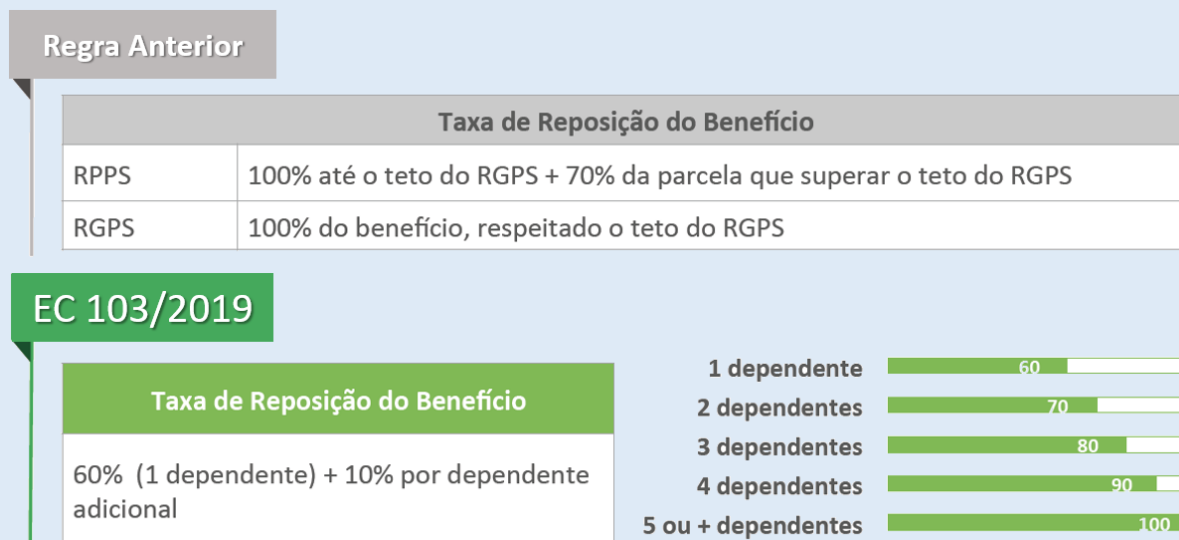 Regra Anterior
Taxa de Reposição do Benefício
RPPS 100% até o teto do RGPS + 70% da parcela que superar o teto do RGPS
RGPS 100% do benefício, respeitado o teto do RGPS
EC 103/2019
Taxa de Reposição do Benefício
60% (1 dependente) + 10% por dependente
adicional
1 dependente 60
2 dependentes 70
3 dependentes 80
4 dependentes 90
5 ou + dependentes 100